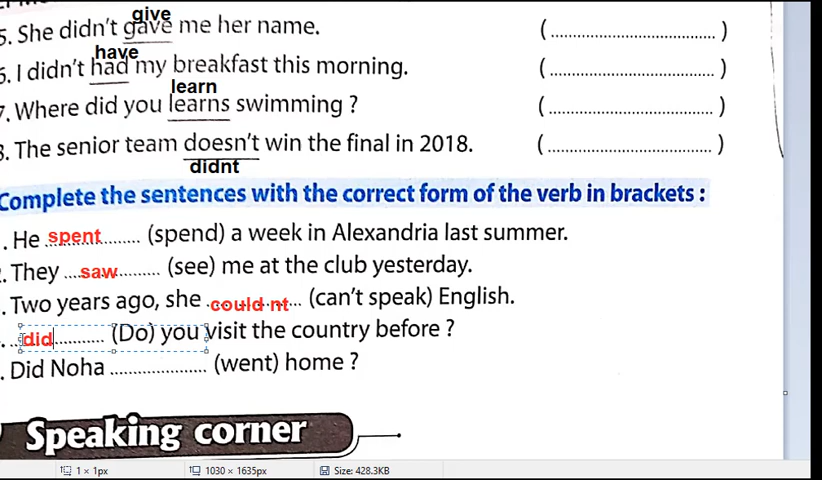 give
5. She didn't gave me her name. (.....................................)
have
6. I didn't had my breakfast this morning. (.....................................)
learn
7. Where did you learns swimming ? (.....................................)
8. The senior team doesn't win the final in 2018. (.....................................)
didnt
Complete the sentences with the correct form of the verb in brackets :
. He spent ........ (spend) a week in Alexandria last summer.
. They ....saw......... (see) me at the club yesterday.
. Two years ago, she ..could nt... (can't speak) English.
. ...did............ (Do) you visit the country before ?
. Did Noha ...................... (went) home ?
Speaking corner
1 × 1px 1030 × 1635px Size: 428.3KB